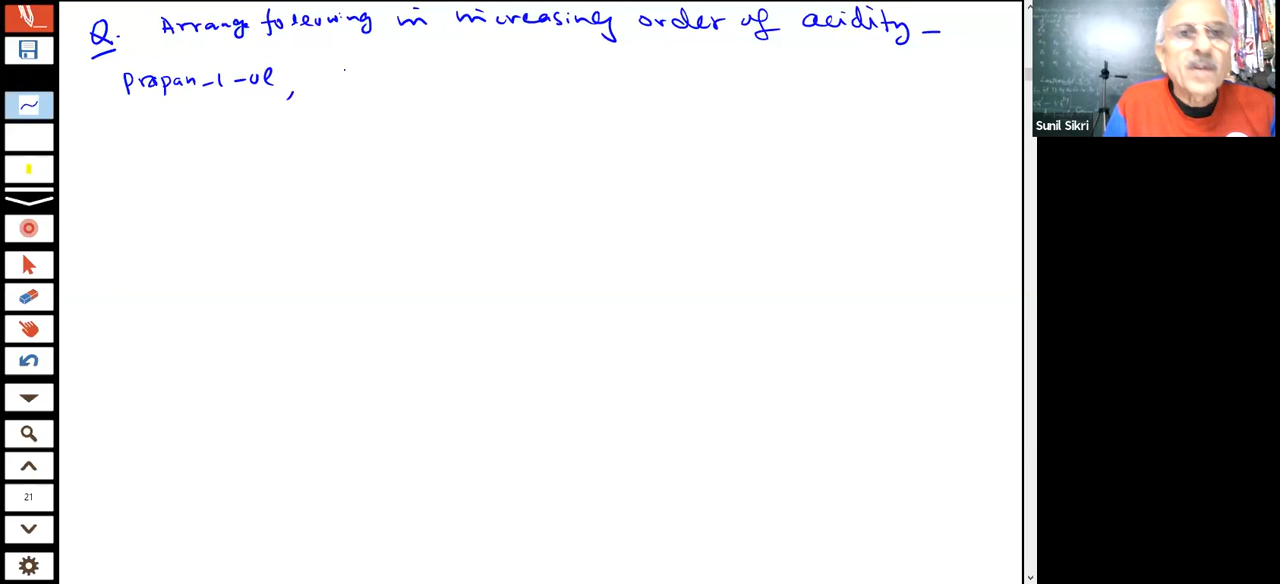 Q. Arrange following in increasing order of acidity -
Propan-1-ol,
Sunil Sikri
21